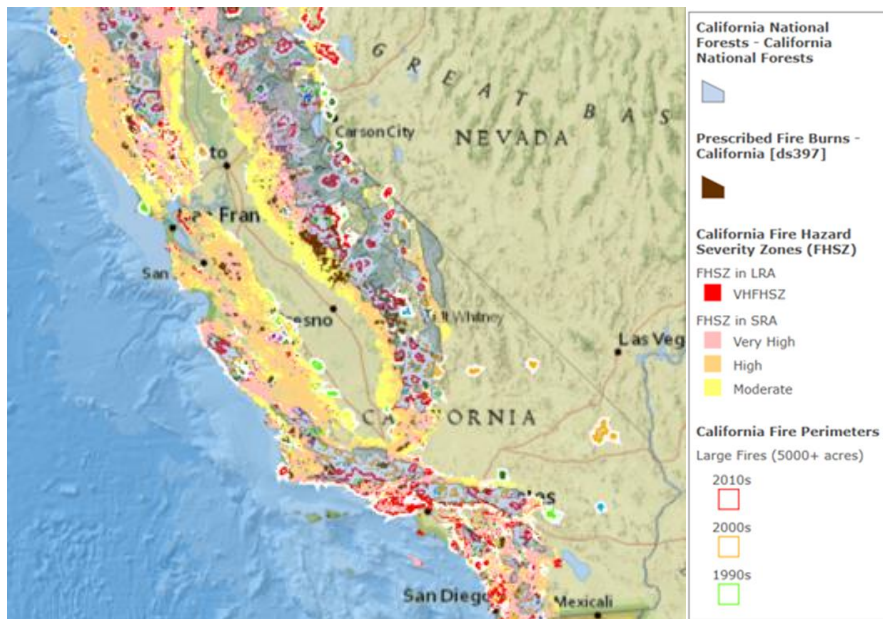 GREAT BAS
Carson City
NEVADA
to
San Fran
San
esno
Mt Whitney
Las Veg
CALIFORNIA
les
San Diego
Mexicali
California National
Forests - California
National Forests
Prescribed Fire Burns -
California [ds397]
California Fire Hazard
Severity Zones (FHSZ)
FHSZ in LRA
VHFHSZ
FHSZ in SRA
Very High
High
Moderate
California Fire Perimeters
Large Fires (5000+ acres)
2010s
2000s
1990s